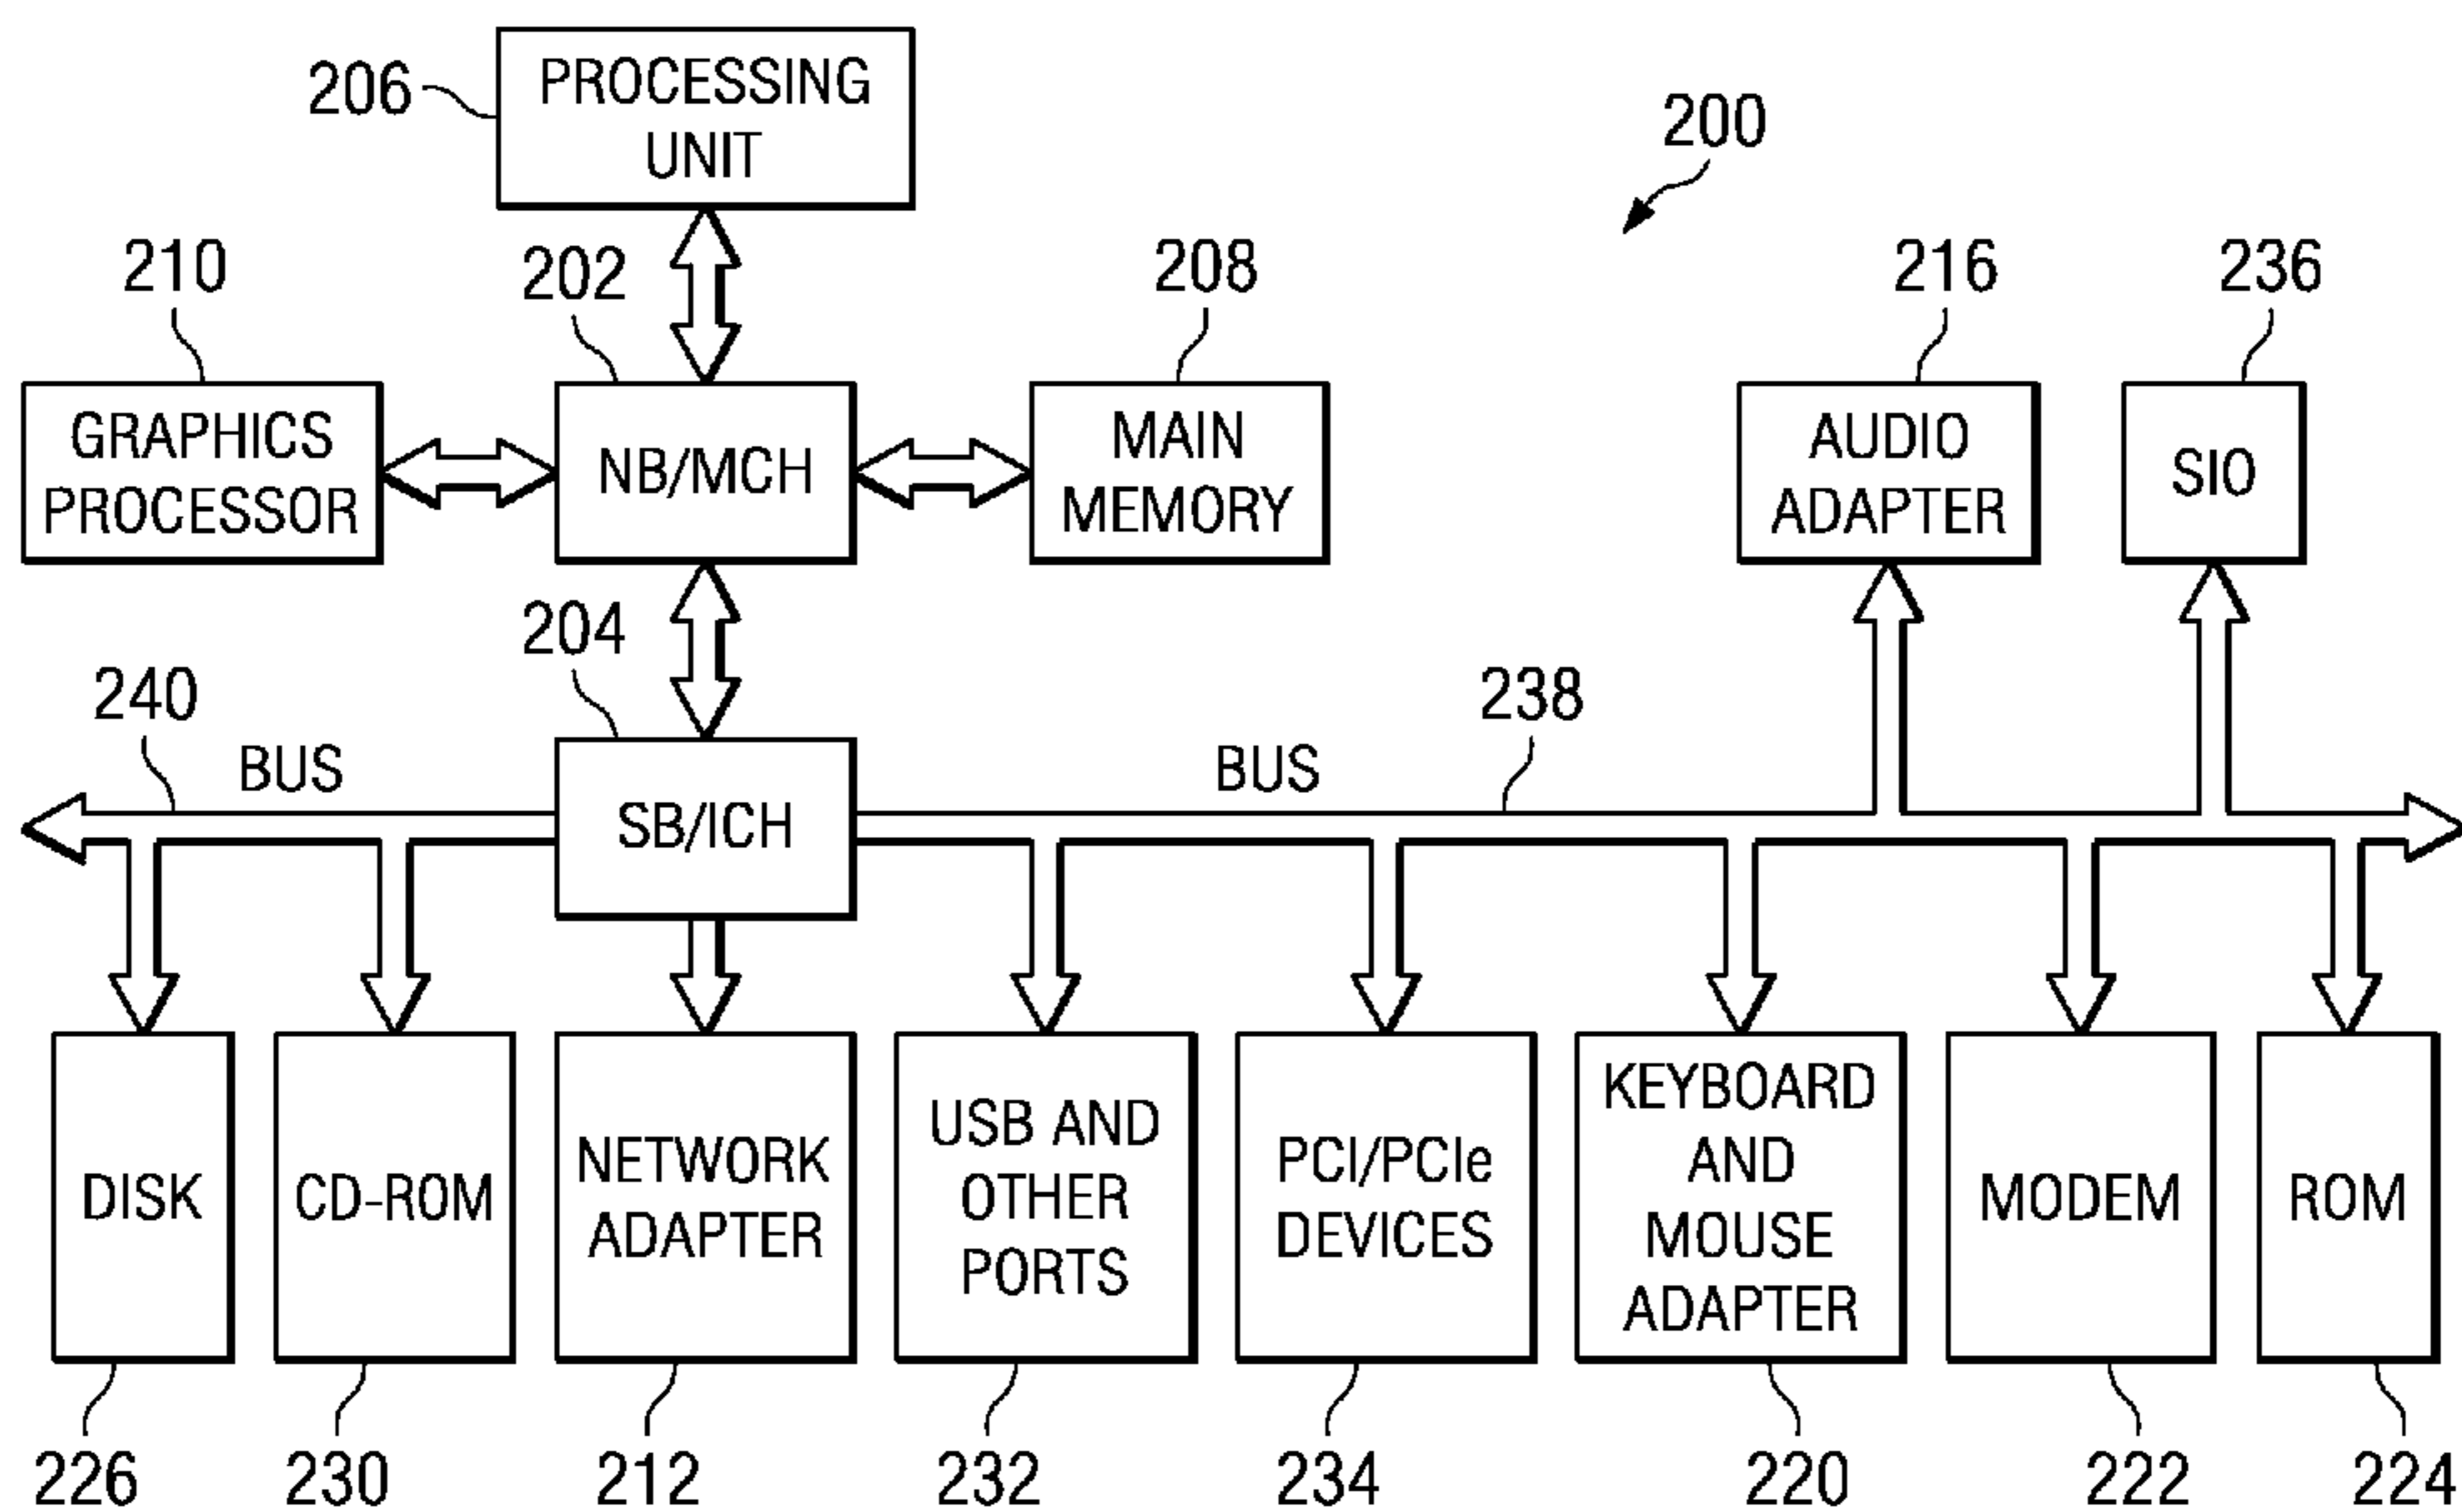 206
PROCESSING
UNIT
200
210
202
208
216
236
GRAPHICS
PROCESSOR
NB/MCH
MAIN
MEMORY
AUDIO
ADAPTER
SIO
204
240
BUS
SB/ICH
BUS
238
DISK
CD-ROM
NETWORK
ADAPTER
USB AND
OTHER
PORTS
PCI/PCIe
DEVICES
KEYBOARD
AND
MOUSE
ADAPTER
MODEM
ROM
226
230
212
232
234
220
222
224